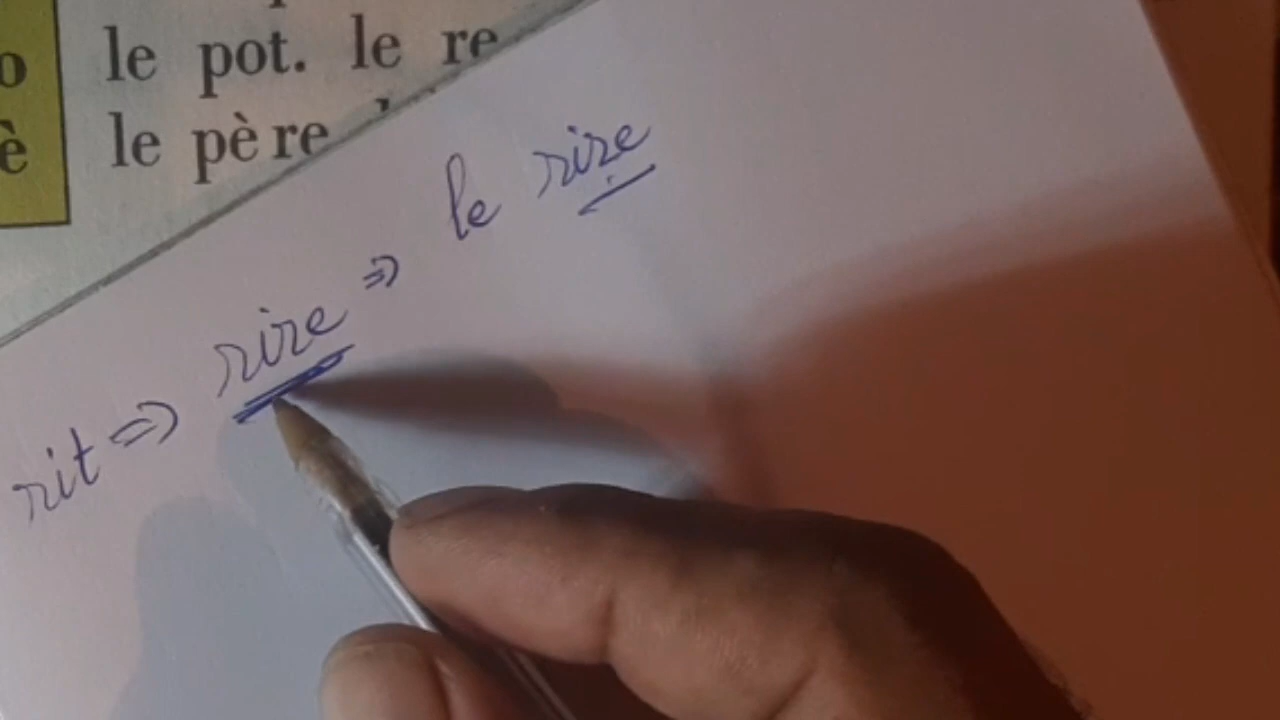 o le pot. le re
è le père
rit => rire => le rire